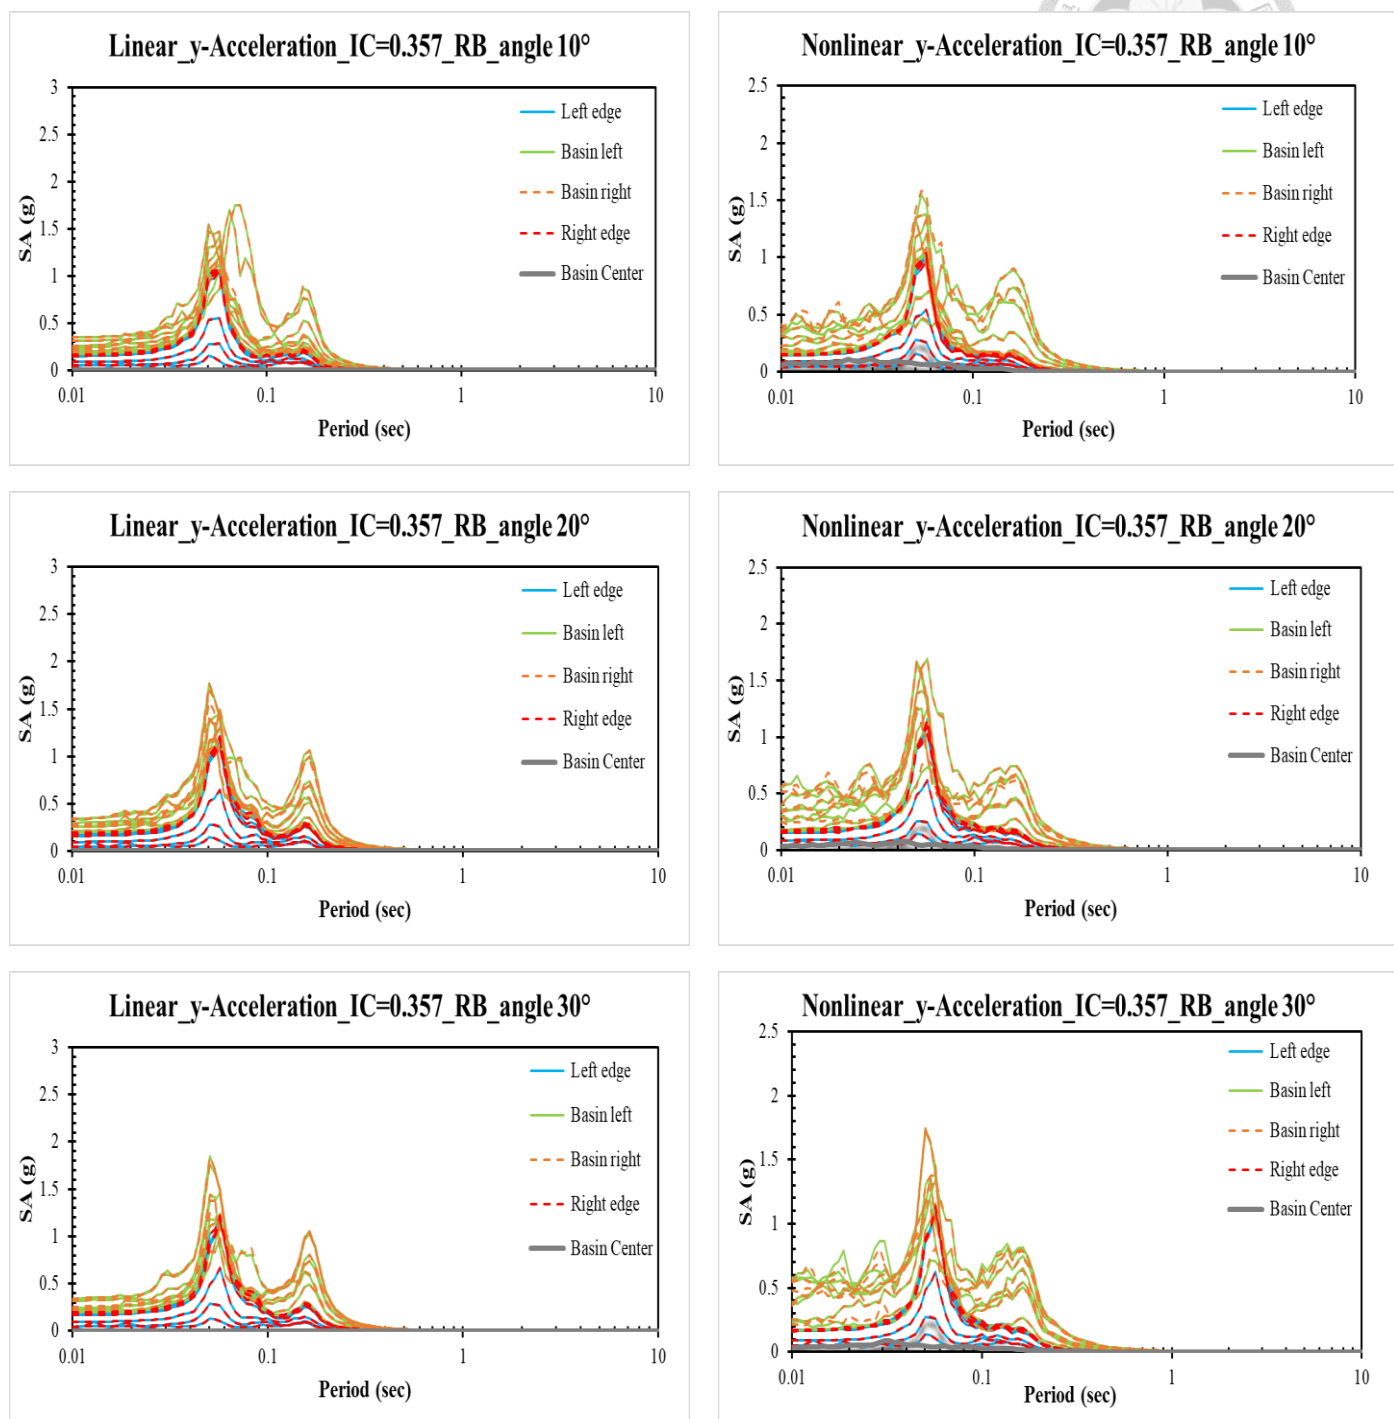 Linear_y-Acceleration_IC=0.357_RB_angle 10°
3
2.5
2
1.5
1
0.5
0
SA (g)
0.01
0.1
1
10
Period (sec)
Left edge
Basin left
Basin right
Right edge
Basin Center
Nonlinear_y-Acceleration_IC=0.357_RB_angle 10°
2.5
2
1.5
1
0.5
0
SA (g)
0.01
0.1
1
10
Period (sec)
Left edge
Basin left
Basin right
Right edge
Basin Center
Linear_y-Acceleration_IC=0.357_RB_angle 20°
3
2.5
2
1.5
1
0.5
0
SA (g)
0.01
0.1
1
10
Period (sec)
Left edge
Basin left
Basin right
Right edge
Basin Center
Nonlinear_y-Acceleration_IC=0.357_RB_angle 20°
2.5
2
1.5
1
0.5
0
SA (g)
0.01
0.1
1
10
Period (sec)
Left edge
Basin left
Basin right
Right edge
Basin Center
Linear_y-Acceleration_IC=0.357_RB_angle 30°
3
2.5
2
1.5
1
0.5
0
SA (g)
0.01
0.1
1
10
Period (sec)
Left edge
Basin left
Basin right
Right edge
Basin Center
Nonlinear_y-Acceleration_IC=0.357_RB_angle 30°
2.5
2
1.5
1
0.5
0
SA (g)
0.01
0.1
1
10
Period (sec)
Left edge
Basin left
Basin right
Right edge
Basin Center